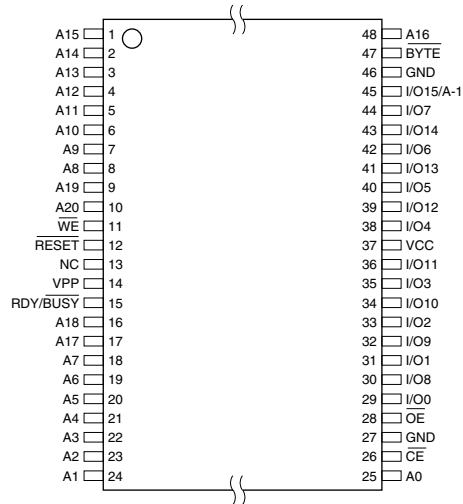 A15 1 48 A16
A14 2 47 BYTE
A13 3 46 GND
A12 4 45 I/O15/A-1
A11 5 44 I/O7
A10 6 43 I/O14
A9 7 42 I/O6
A8 8 41 I/O13
A19 9 40 I/O5
A20 10 39 I/O12
WE 11 38 I/O4
RESET 12 37 VCC
NC 13 36 I/O11
VPP 14 35 I/O3
RDY/BUSY 15 34 I/O10
A18 16 33 I/O2
A17 17 32 I/O9
A7 18 31 I/O1
A6 19 30 I/O8
A5 20 29 I/O0
A4 21 28 OE
A3 22 27 GND
A2 23 26 CE
A1 24 25 A0